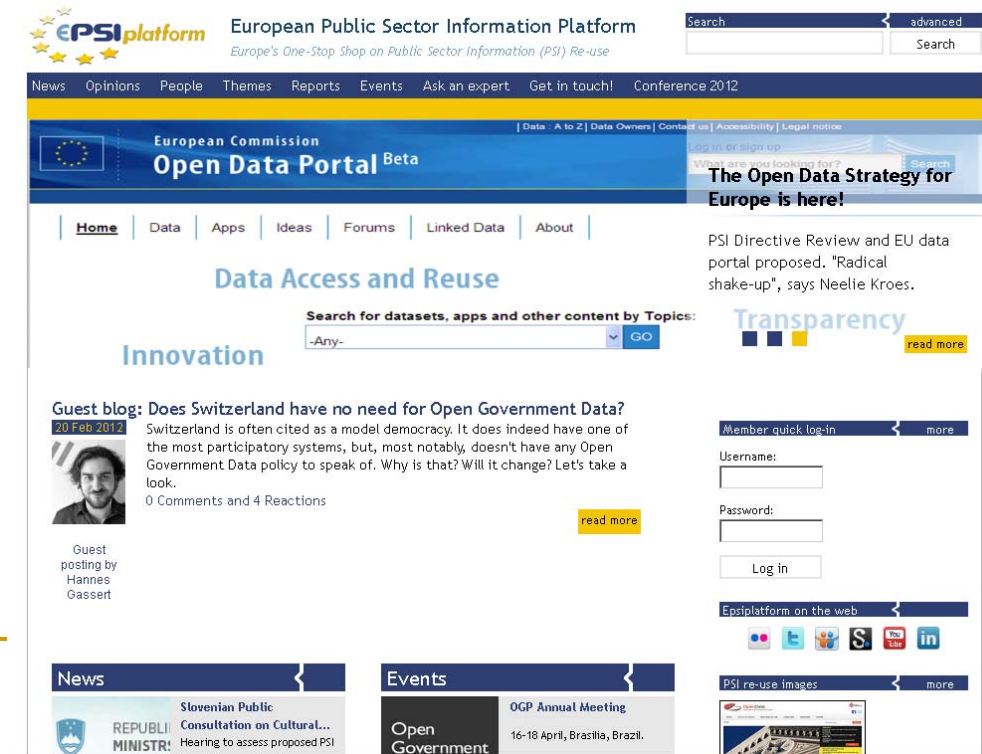 EPSIplatform
European Public Sector Information Platform
Europe's One-Stop Shop on Public Sector Information (PSI) Re-use
Search advanced
Search
News Opinions People Themes Reports Events Ask an expert Get in touch! Conference 2012
| Data : A to Z | Data Owners | Contact us | Accessibility | Legal notice
European Commission
Open Data Portal Beta
Log in or sign up
What are you looking for? Search
The Open Data Strategy for
Europe is here!
Home Data Apps Ideas Forums Linked Data About
PSI Directive Review and EU data
portal proposed. "Radical
shake-up", says Neelie Kroes.
Data Access and Reuse
Search for datasets, apps and other content by Topics:
-Any- GO
Transparency
read more
Innovation
Guest blog: Does Switzerland have no need for Open Government Data?
20 Feb 2012
Switzerland is often cited as a model democracy. It does indeed have one of
the most participatory systems, but, most notably, doesn't have any Open
Government Data policy to speak of. Why is that? Will it change? Let's take a
look.
0 Comments and 4 Reactions
read more
Guest
posting by
Hannes
Gassert
Member quick log-in more
Username:
Password:
Log in
Epsiplatform on the web
You
Tube
in
PSI re-use images more
News
Slovenian Public
Consultation on Cultural...
Hearing to assess proposed PSI
REPUBLI
MINISTR
Events
OGP Annual Meeting
16-18 April, Brasilia, Brazil.
Open
Government